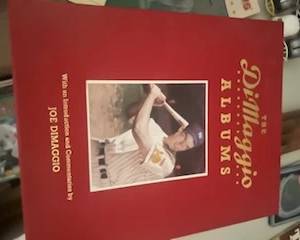 THE
DiMaggio
ALBUMS
With an Introduction and Commentaries by
JOE DIMAGGIO